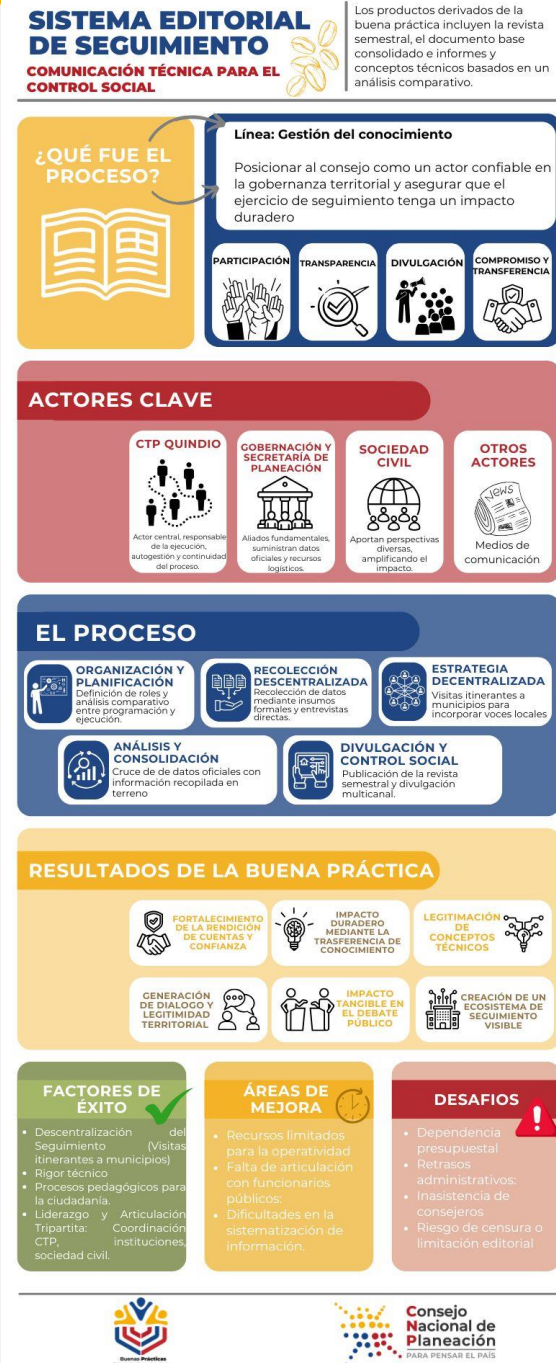 SISTEMA EDITORIAL
DE SEGUIMIENTO
COMUNICACIÓN TÉCNICA PARA EL
CONTROL SOCIAL
Los productos derivados de la
buena práctica incluyen la revista
semestral, el documento base
consolidado e informes y
conceptos técnicos basados en un
análisis comparativo.
¿QUÉ FUE EL
PROCESO?
Línea: Gestión del conocimiento
Posicionar al consejo como un actor confiable en
la gobernanza territorial y asegurar que el
ejercicio de seguimiento tenga un impacto
duradero
PARTICIPACIÓN
TRANSPARENCIA
DIVULGACIÓN
COMPROMISO Y
TRANSFERENCIA
ACTORES CLAVE
CTP QUINDIO
Actor central, responsable
de la ejecución,
autogestión y continuidad
del proceso.
GOBERNACIÓN Y
SECRETARÍA DE
PLANEACIÓN
Aliados fundamentales,
suministran datos
oficiales y recursos
logísticos.
SOCIEDAD
CIVIL
Aportan perspectivas
diversas,
amplificando el
impacto.
OTROS
ACTORES
NEWS
Medios de
comunicación
EL PROCESO
ORGANIZACIÓN Y
PLANIFICACIÓN
Definición de roles y
análisis comparativo
entre programación y
ejecución.
RECOLECCIÓN
DESCENTRALIZADA
Recolección de datos
mediante insumos
formales y entrevistas
directas.
ESTRATEGIA
DECENTRALIZADA
Visitas itinerantes a
municipios para
incorporar voces locales
ANÁLISIS Y
CONSOLIDACIÓN
Cruce de de datos oficiales con
información recopilada en
terreno
DIVULGACIÓN Y
CONTROL SOCIAL
Publicación de la revista
semestral y divulgación
multicanal.
RESULTADOS DE LA BUENA PRÁCTICA
FORTALECIMIENTO
DE LA RENDICIÓN
DE CUENTAS Y
CONFIANZA
IMPACTO
DURADERO
MEDIANTE LA
TRASFERENCIA DE
CONOCIMIENTO
LEGITIMACIÓN
DE
CONCEPTOS
TÉCNICOS
GENERACIÓN
DE DIALOGO Y
LEGITIMIDAD
TERRITORIAL
IMPACTO
TANGIBLE EN
EL DEBATE
PÚBLICO
CREACIÓN DE UN
ECOSISTEMA DE
SEGUIMIENTO
VISIBLE
FACTORES DE
ÉXITO
• Descentralización del
Seguimiento (Visitas
itinerantes a municipios)
• Rigor técnico
• Procesos pedagógicos para
la ciudadanía.
• Liderazgo y Articulación
Tripartita: Coordinación
CTP, instituciones,
sociedad civil.
ÁREAS DE
MEJORA
• Recursos limitados
para la operatividad
• Falta de articulación
con funcionarios
públicos:
• Dificultades en la
sistematización de
información.
DESAFIOS
• Dependencia
presupuestal
• Retrasos
administrativos:
• Inasistencia de
consejeros
• Riesgo de censura o
limitación editorial
Buenas Prácticas
Consejo
Nacional de
Planeación
PARA PENSAR EL PAÍS